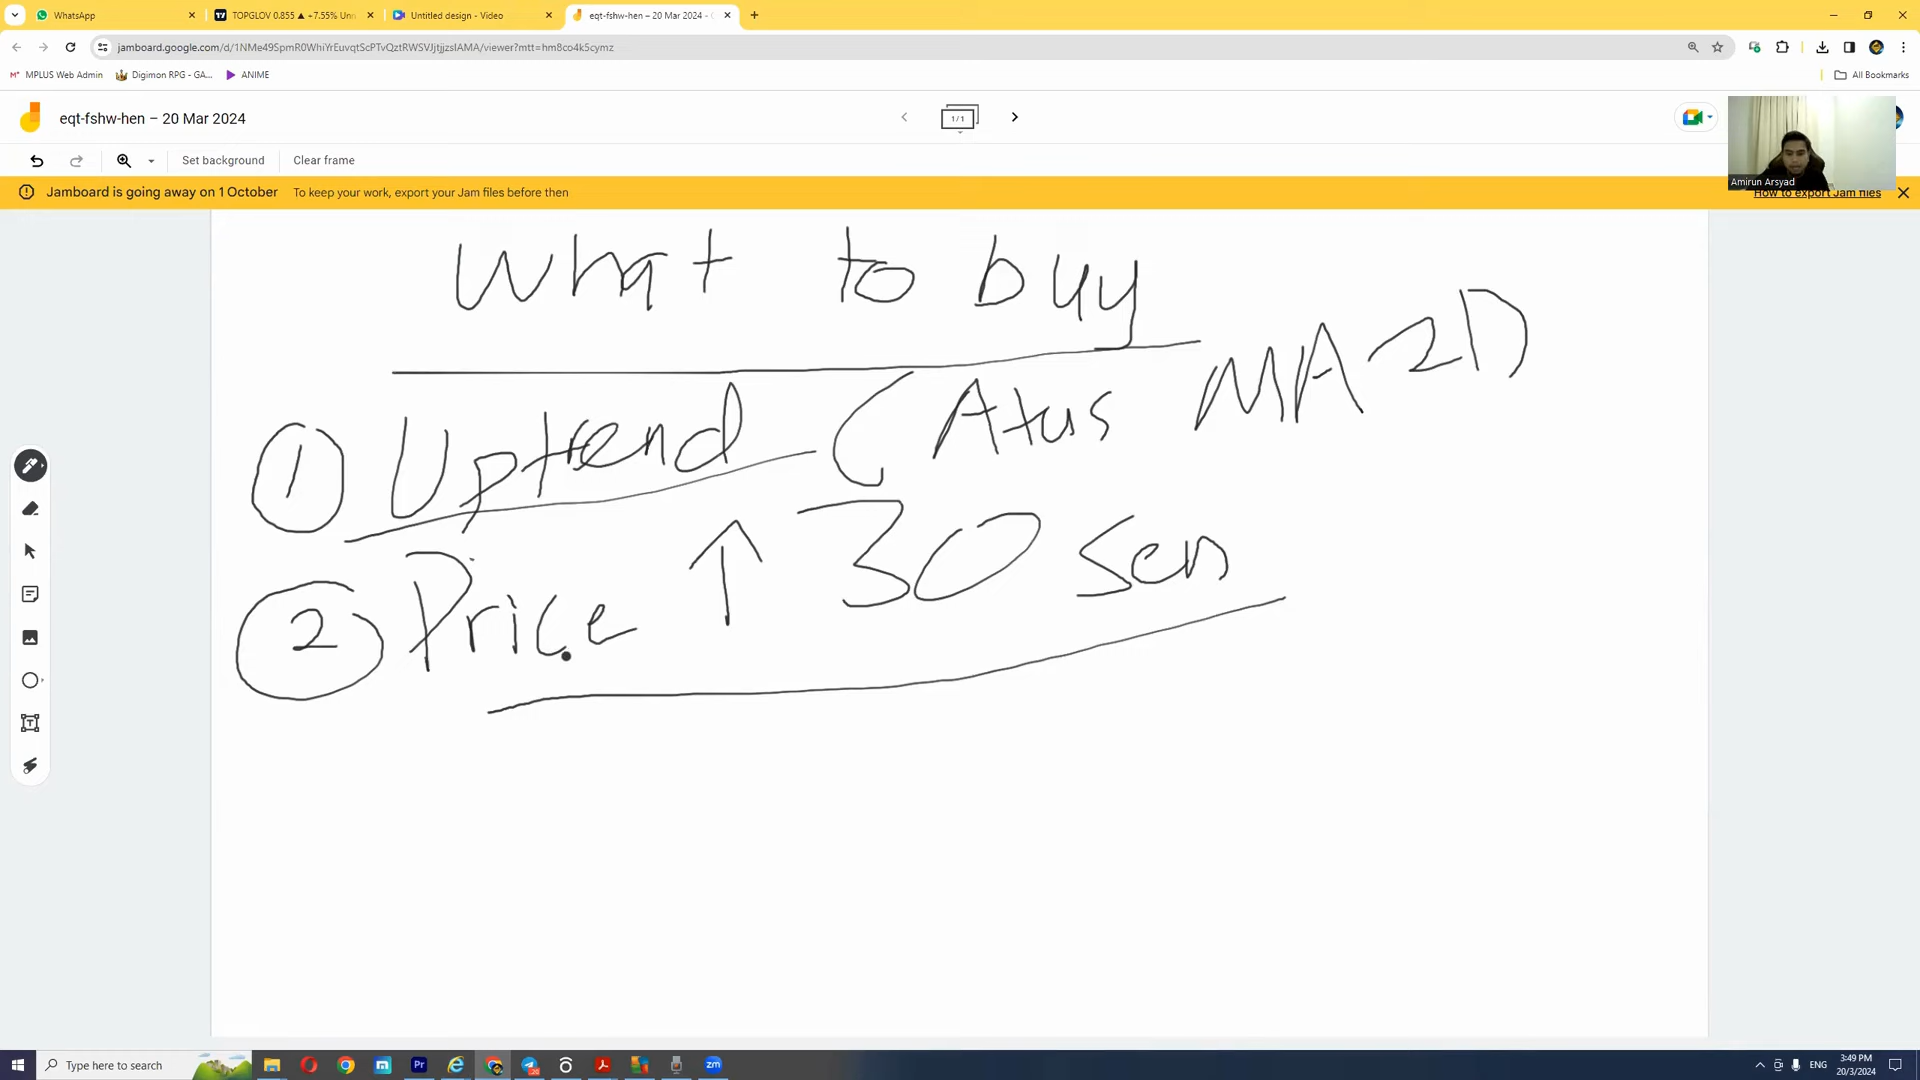 WhatsApp
TOPGLOV 0.855 ▲ +7.55% Un
Untitled design - Video
eqt-fshw-hen – 20 Mar 2024 -
jamboard.google.com/d/1NMe49SpmR0WhiYrEuvqtScPTvQztRWSVJjtjjzsIAMA/viewer?mtt=hm8co4k5cymz
MPLUS Web Admin
Digimon RPG - GA...
ANIME
All Bookmarks
eqt-fshw-hen – 20 Mar 2024
1/1
Set background
Clear frame
Amirun Arsyad
Jamboard is going away on 1 October
To keep your work, export your Jam files before then
How to export Jam files
What to buy
① Uptrend ( Atas MA 20
② Price ↑ 30 sen
Type here to search
ENG
3:49 PM
20/3/2024